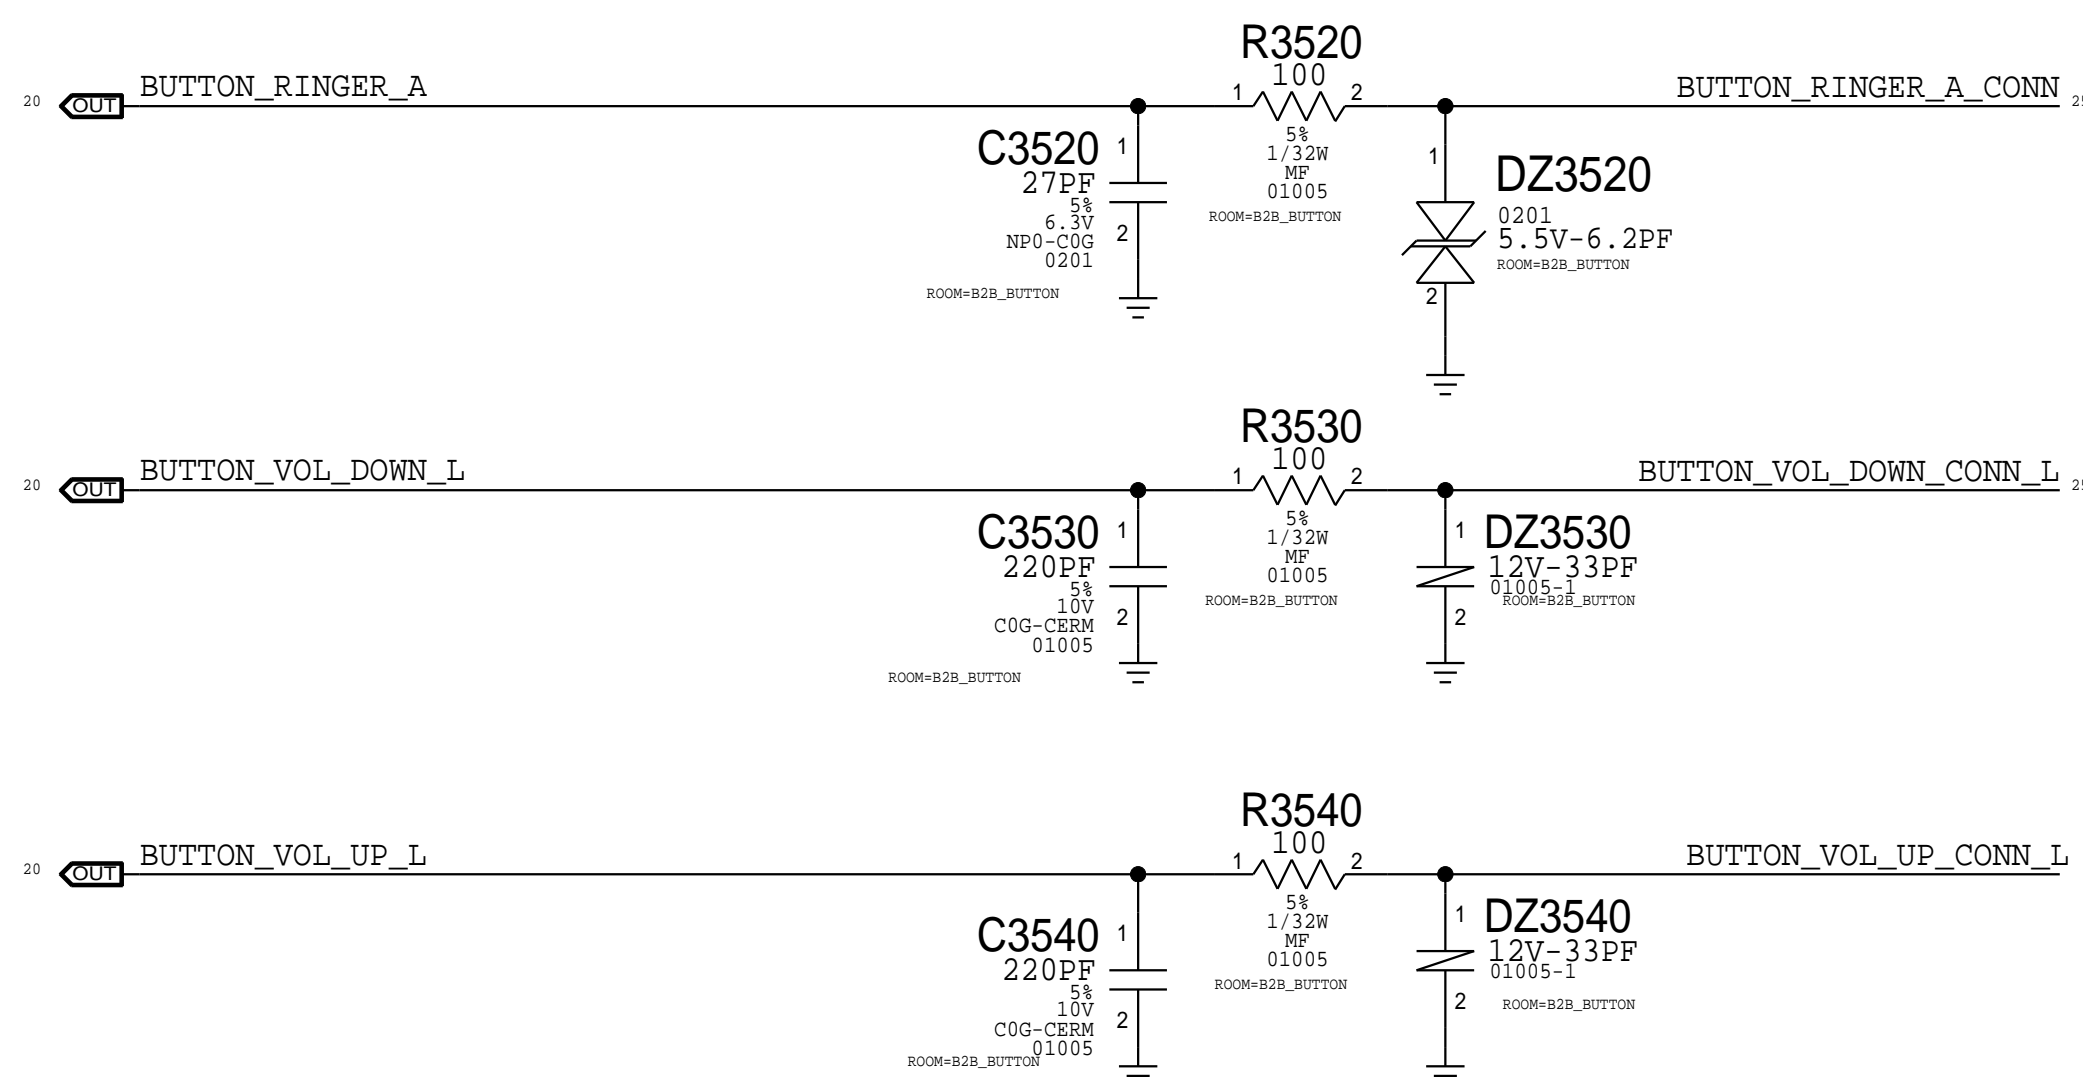 R3520
100
20 OUT BUTTON_RINGER_A
1 2
BUTTON_RINGER_A_CONN
5%
1/32W
MF
01005
ROOM=B2B_BUTTON
C3520
27PF
5%
6.3V
NP0-C0G
0201
1
2
ROOM=B2B_BUTTON
1
DZ3520
0201
5.5V-6.2PF
ROOM=B2B_BUTTON
2
R3530
100
20 OUT BUTTON_VOL_DOWN_L
1 2
BUTTON_VOL_DOWN_CONN_L
5%
1/32W
MF
01005
ROOM=B2B_BUTTON
C3530
220PF
5%
10V
C0G-CERM
01005
1
2
ROOM=B2B_BUTTON
1
DZ3530
12V-33PF
01005-1
ROOM=B2B_BUTTON
2
R3540
100
20 OUT BUTTON_VOL_UP_L
1 2
BUTTON_VOL_UP_CONN_L
5%
1/32W
MF
01005
ROOM=B2B_BUTTON
C3540
220PF
5%
10V
C0G-CERM
01005
1
2
ROOM=B2B_BUTTON
1
DZ3540
12V-33PF
01005-1
ROOM=B2B_BUTTON
2